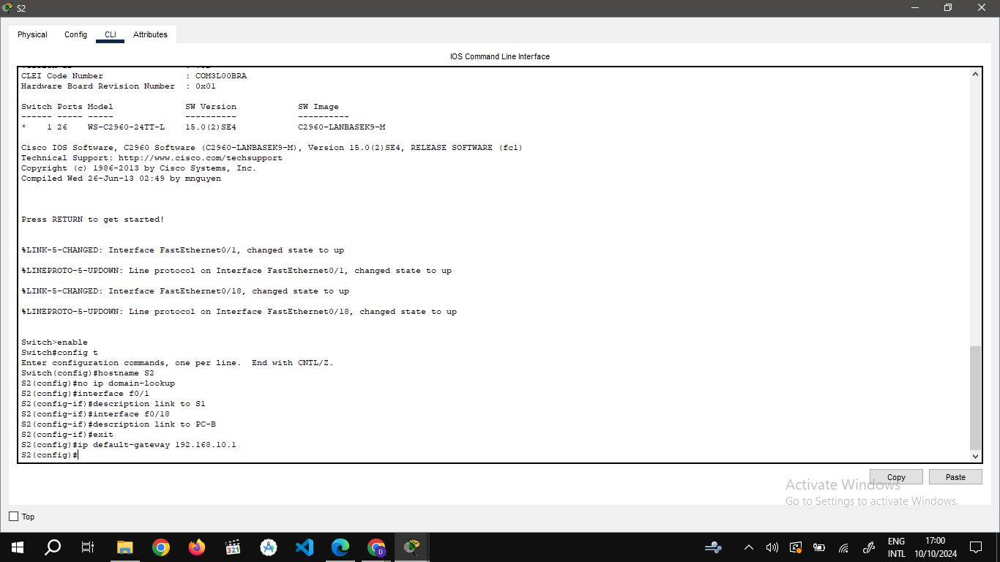 S2
Physical Config CLI Attributes
IOS Command Line Interface
CLEI Code Number : COM3L00BRA
Hardware Board Revision Number : 0x01
Switch Ports Model SW Version SW Image
------ ----- ----- ---------- ----------
* 1 26 WS-C2960-24TT-L 15.0(2)SE4 C2960-LANBASEK9-M
Cisco IOS Software, C2960 Software (C2960-LANBASEK9-M), Version 15.0(2)SE4, RELEASE SOFTWARE (fc1)
Technical Support: http://www.cisco.com/techsupport
Copyright (c) 1986-2013 by Cisco Systems, Inc.
Compiled Wed 26-Jun-13 02:49 by mnguyen
Press RETURN to get started!
%LINK-5-CHANGED: Interface FastEthernet0/1, changed state to up
%LINEPROTO-5-UPDOWN: Line protocol on Interface FastEthernet0/1, changed state to up
%LINK-5-CHANGED: Interface FastEthernet0/18, changed state to up
%LINEPROTO-5-UPDOWN: Line protocol on Interface FastEthernet0/18, changed state to up
Switch>enable
Switch#config t
Enter configuration commands, one per line. End with CNTL/Z.
Switch(config)#hostname S2
S2(config)#no ip domain-lookup
S2(config)#interface f0/1
S2(config-if)#description link to S1
S2(config-if)#interface f0/18
S2(config-if)#description link to PC-B
S2(config-if)#exit
S2(config)#ip default-gateway 192.168.10.1
S2(config)#
Copy Paste
Activate Windows
Go to Settings to activate Windows.
Top
321
D
ENG
INTL
17:00
10/10/2024